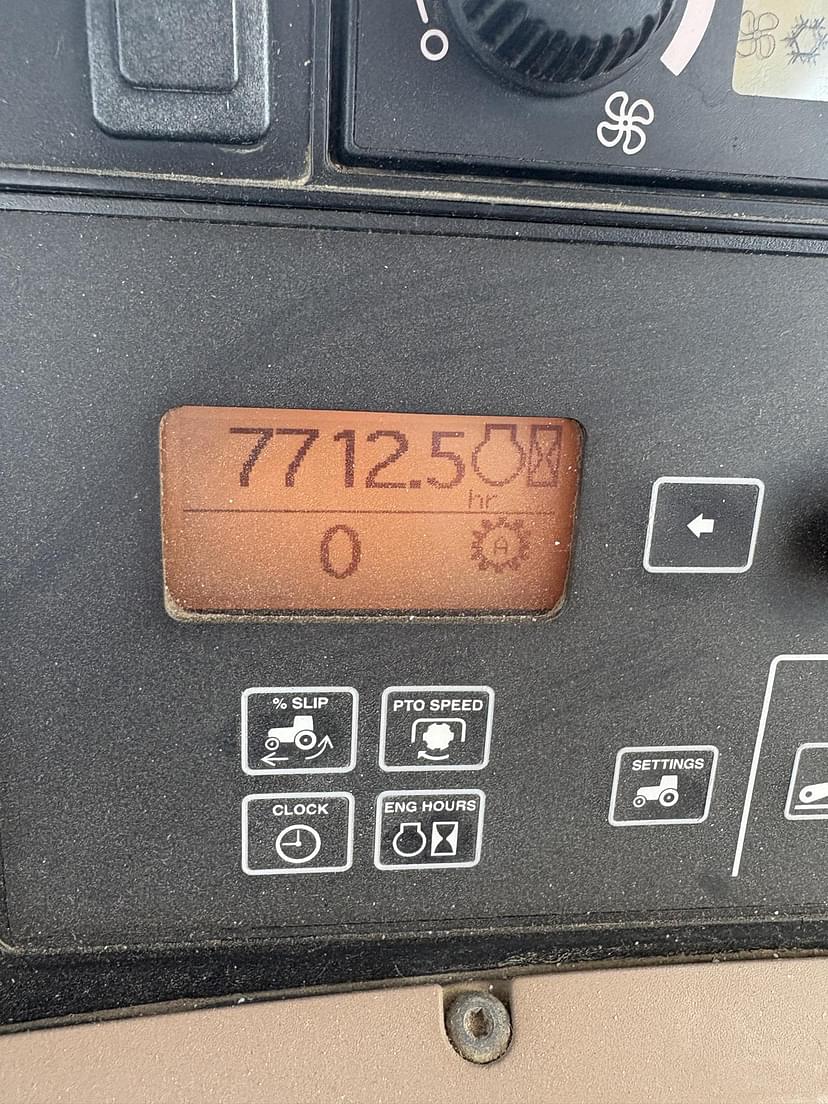 7712.5
hr
0
A
% SLIP
PTO SPEED
CLOCK
ENG HOURS
SETTINGS